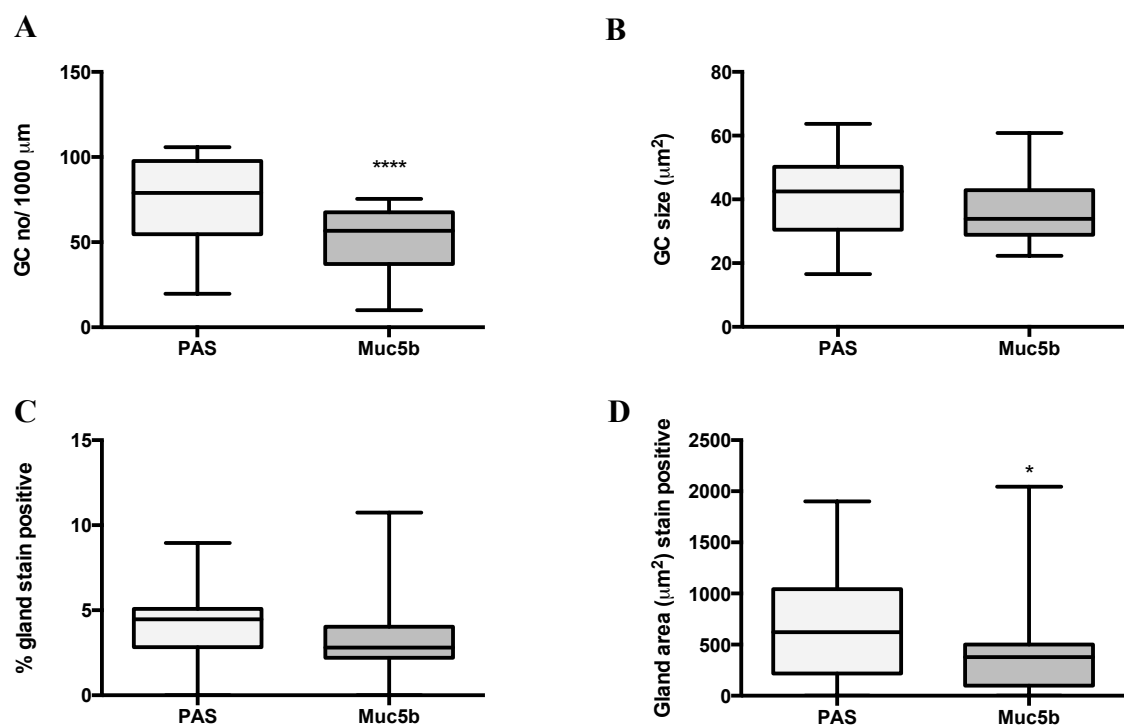 A
GC no/ 1000 μm
150
100
50
0
****
PAS
Muc5b
B
GC size (μm²)
80
60
40
20
0
PAS
Muc5b
C
% gland stain positive
15
10
5
0
PAS
Muc5b
D
Gland area (μm²) stain positive
2500
2000
1500
1000
500
0
*
PAS
Muc5b